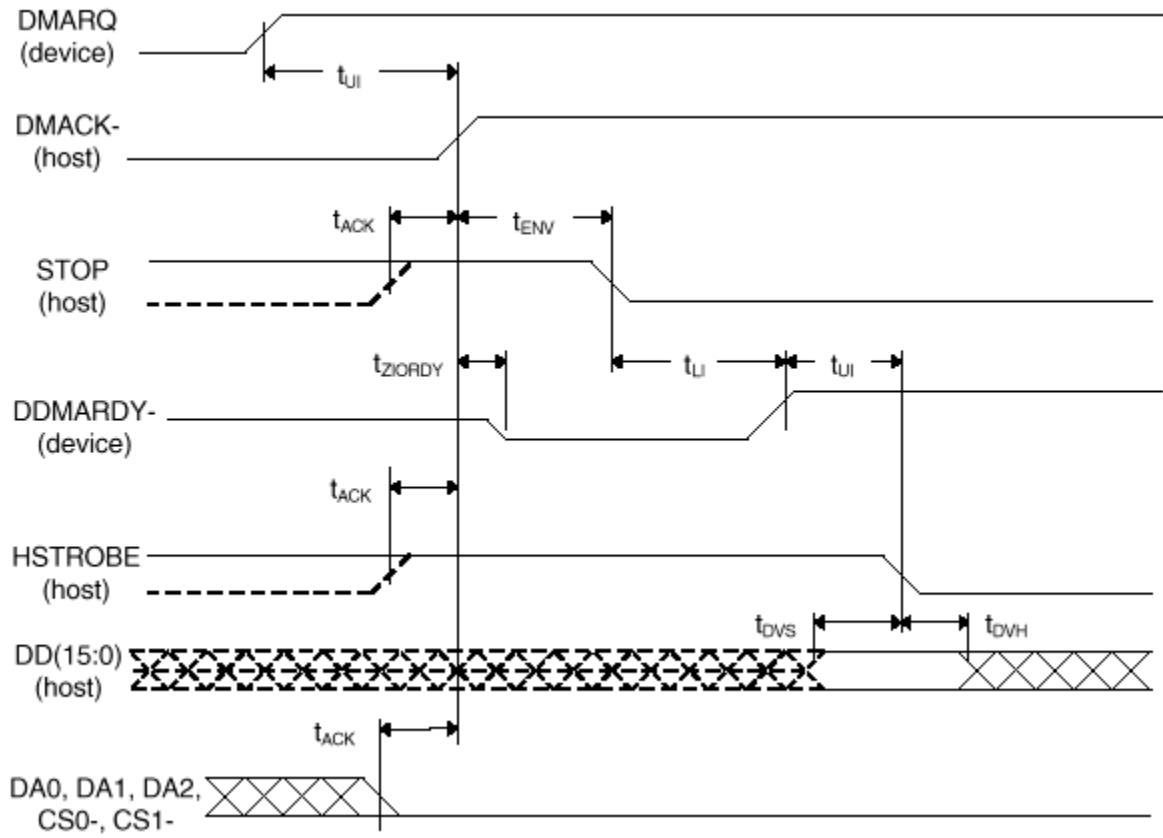 DMARQ
(device)
tUI
DMACK-
(host)
tACK
tENV
STOP
(host)
tZIORDY
tLI
tUI
DDMARDY-
(device)
tACK
HSTROBE
(host)
tDVS
tDVH
DD(15:0)
(host)
tACK
DA0, DA1, DA2,
CS0-, CS1-